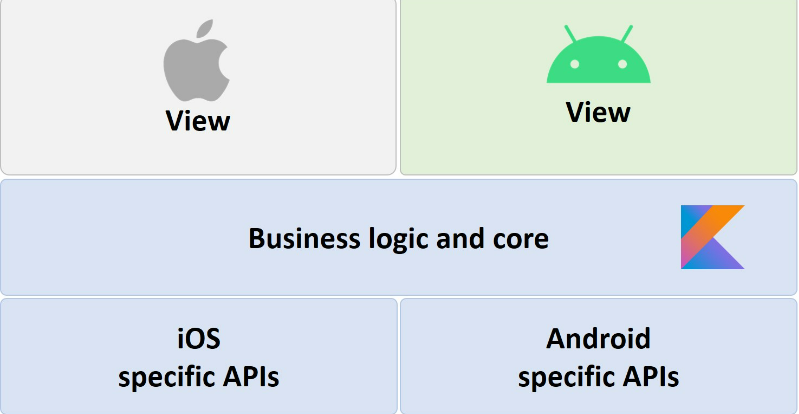 View
View
Business logic and core
iOS
specific APIs
Android
specific APIs